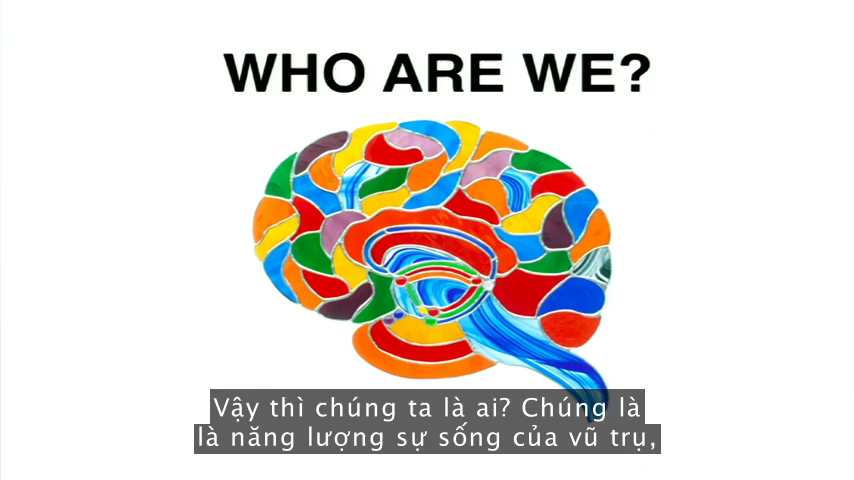 WHO ARE WE?
Vậy thì chúng ta là ai? Chúng là
là năng lượng sự sống của vũ trụ,